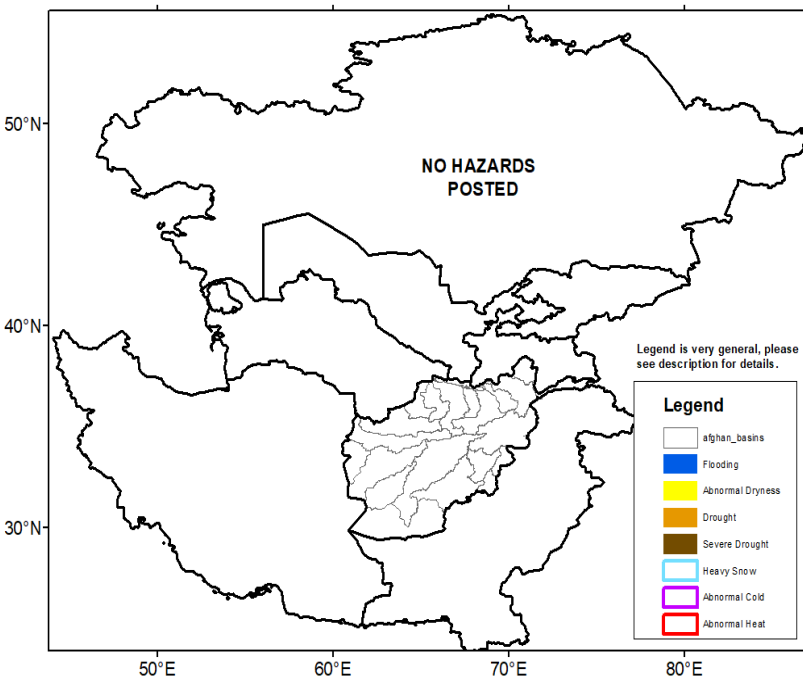 50°N
NO HAZARDS
POSTED
40°N
Legend is very general, please
see description for details.
Legend
afghan_basins
Flooding
Abnormal Dryness
Drought
30°N
Severe Drought
Heavy Snow
Abnormal Cold
Abnormal Heat
50°E
60°E
70°E
80°E